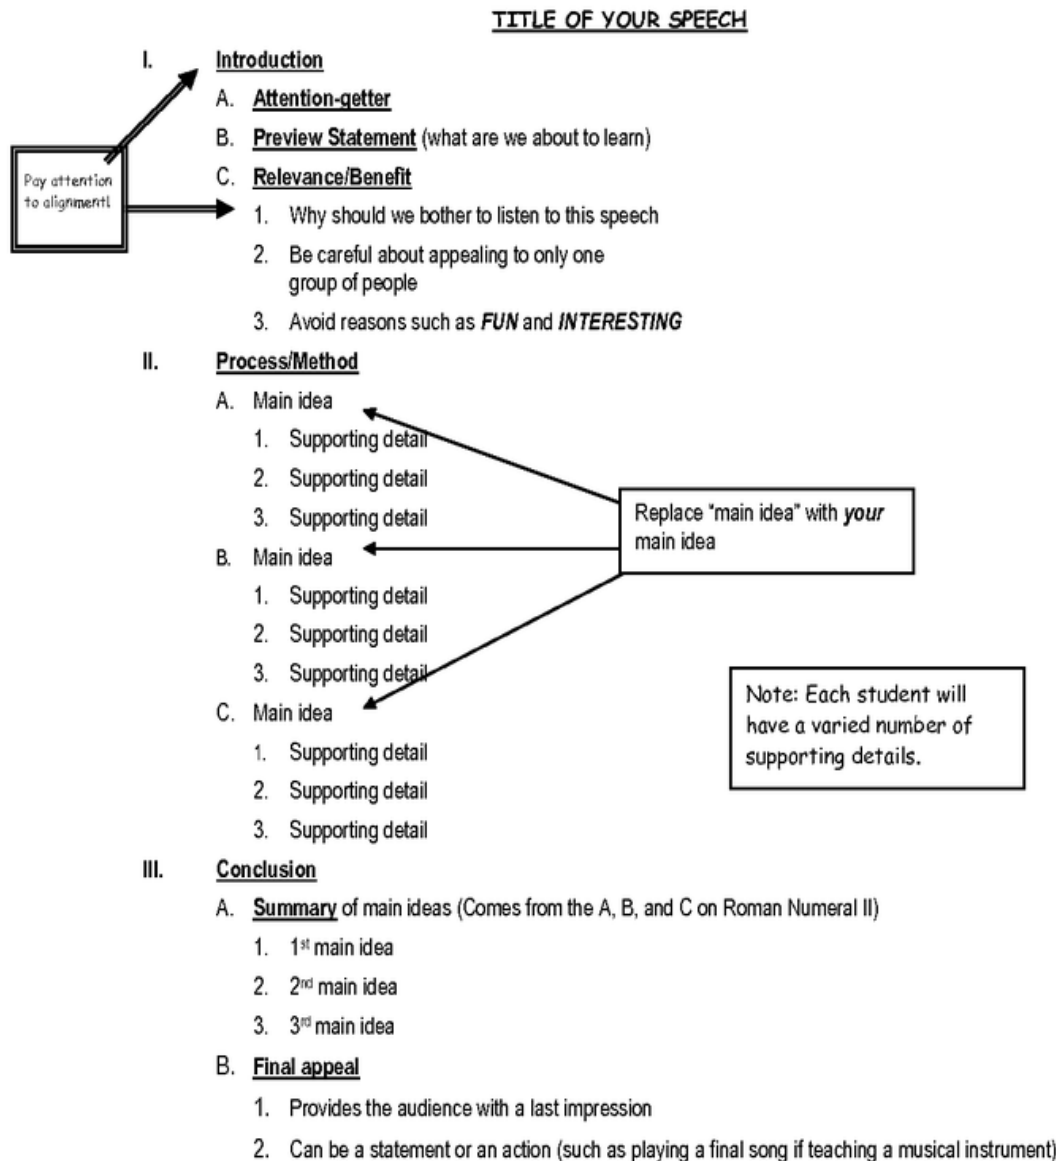 TITLE OF YOUR SPEECH
I. Introduction
A. Attention-getter
B. Preview Statement (what are we about to learn)
Pay attention
to alignment!
C. Relevance/Benefit
1. Why should we bother to listen to this speech
2. Be careful about appealing to only one
group of people
3. Avoid reasons such as FUN and INTERESTING
II. Process/Method
A. Main idea
1. Supporting detail
2. Supporting detail
3. Supporting detail
Replace "main idea" with your
main idea
B. Main idea
1. Supporting detail
2. Supporting detail
3. Supporting detail
Note: Each student will
have a varied number of
supporting details.
C. Main idea
1. Supporting detail
2. Supporting detail
3. Supporting detail
III. Conclusion
A. Summary of main ideas (Comes from the A, B, and C on Roman Numeral II)
1. 1st main idea
2. 2nd main idea
3. 3rd main idea
B. Final appeal
1. Provides the audience with a last impression
2. Can be a statement or an action (such as playing a final song if teaching a musical instrument)